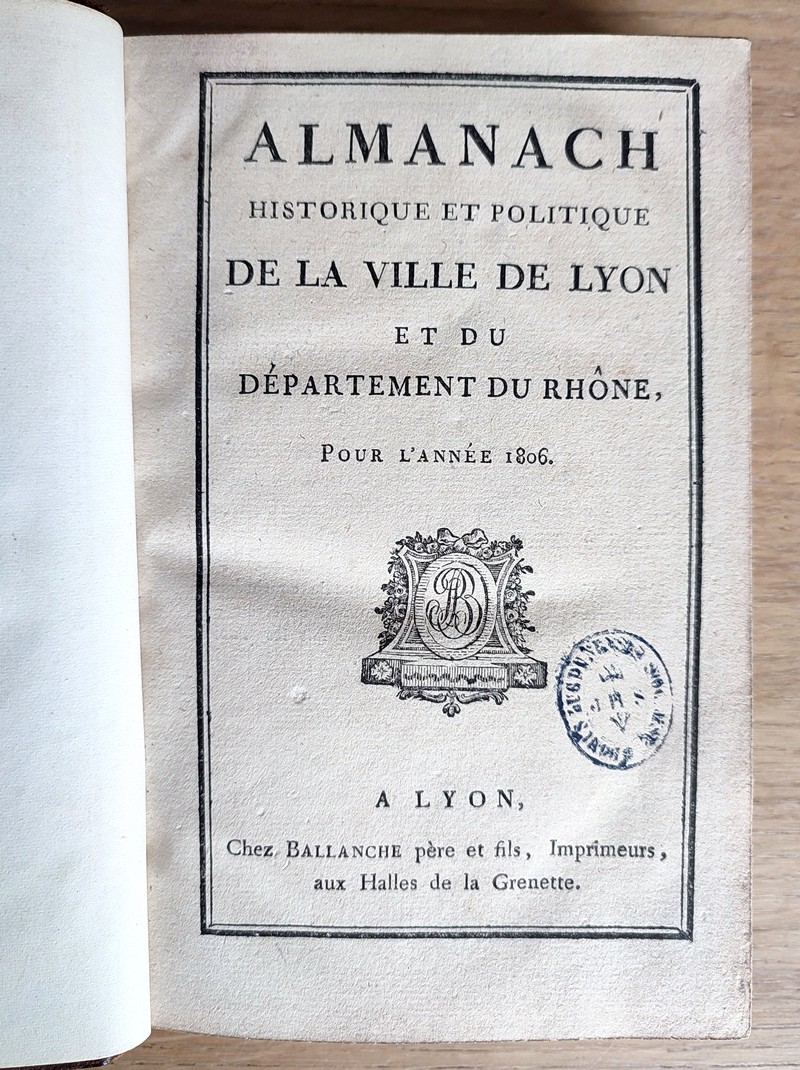 ALMANACH
HISTORIQUE ET POLITIQUE
DE LA VILLE DE LYON
ET DU
DÉPARTEMENT DU RHÔNE,
POUR L'ANNÉE 1806.
A LYON,
Chez BALLANCHE père et fils, Imprimeurs,
aux Halles de la Grenette.